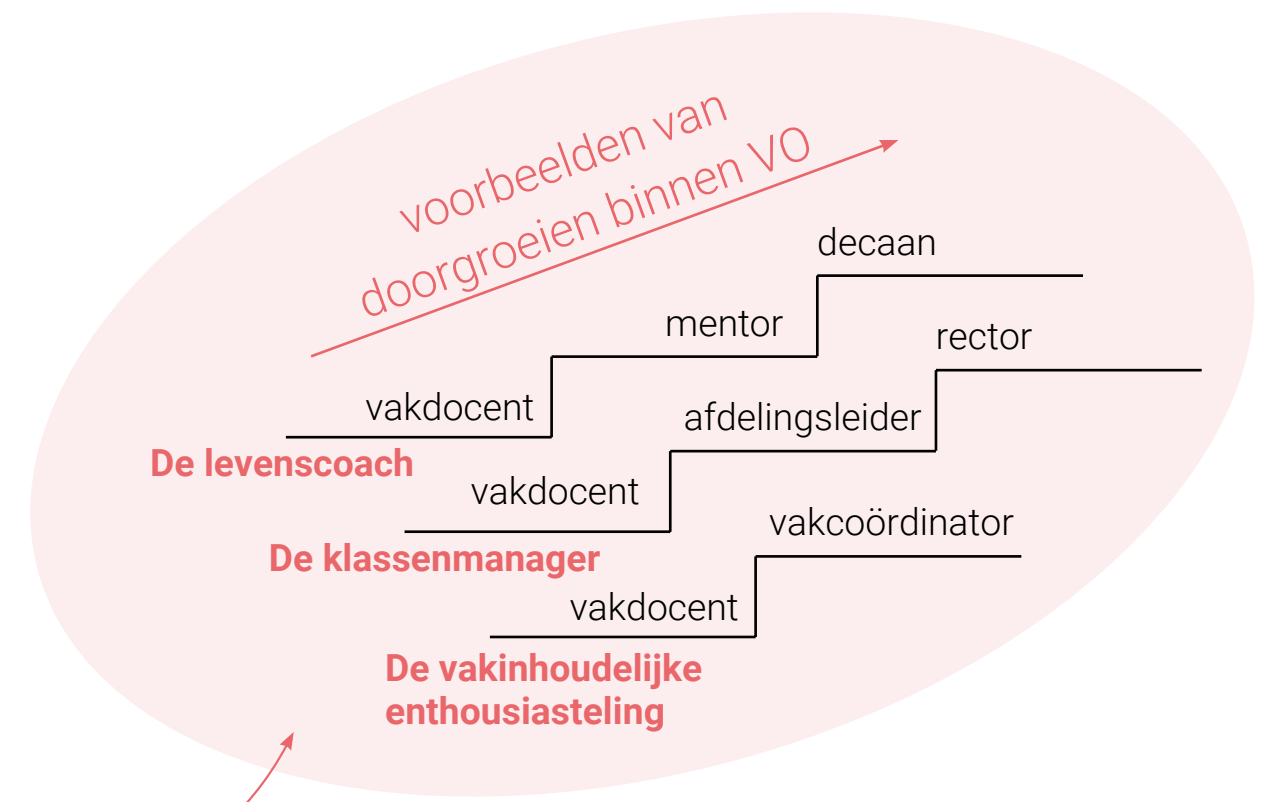 voorbeelden van
doorgroeien binnen VO
decaan
mentor
vakdocent
De levenscoach
rector
afdelingsleider
vakdocent
De klassenmanager
vakcoördinator
vakdocent
De vakinhoudelijke
enthousiasteling